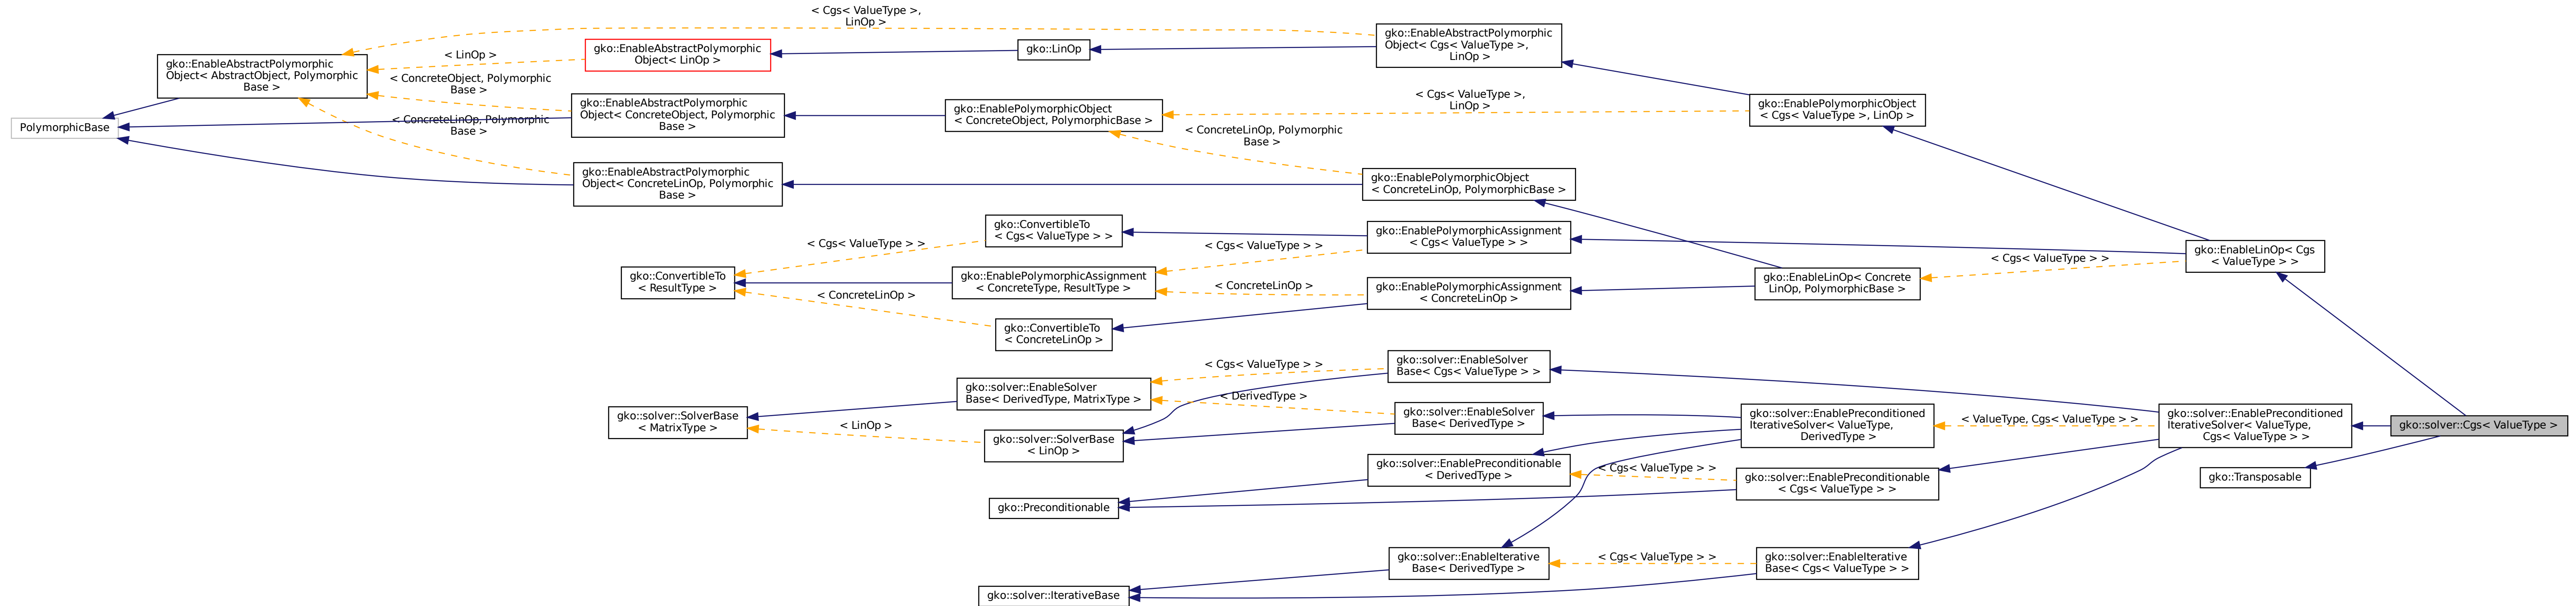 < Cgs< ValueType >,
LinOp >
gko::EnableAbstractPolymorphic
Object< Cgs< ValueType >,
LinOp >
gko::EnableAbstractPolymorphic
Object< LinOp >
gko::LinOp
< LinOp >
gko::EnableAbstractPolymorphic
Object< AbstractObject, Polymorphic
Base >
< ConcreteObject, Polymorphic
Base >
gko::EnableAbstractPolymorphic
Object< ConcreteObject, Polymorphic
Base >
gko::EnablePolymorphicObject
< ConcreteObject, PolymorphicBase >
< Cgs< ValueType >,
LinOp >
gko::EnablePolymorphicObject
< Cgs< ValueType >, LinOp >
PolymorphicBase
< ConcreteLinOp, Polymorphic
Base >
< ConcreteLinOp, Polymorphic
Base >
gko::EnableAbstractPolymorphic
Object< ConcreteLinOp, Polymorphic
Base >
gko::EnablePolymorphicObject
< ConcreteLinOp, PolymorphicBase >
gko::ConvertibleTo
< Cgs< ValueType > >
gko::EnablePolymorphicAssignment
< Cgs< ValueType > >
< Cgs< ValueType > >
< Cgs< ValueType > >
gko::EnableLinOp< Cgs
< ValueType > >
< Cgs< ValueType > >
gko::ConvertibleTo
< ResultType >
gko::EnablePolymorphicAssignment
< ConcreteType, ResultType >
gko::EnableLinOp< Concrete
LinOp, PolymorphicBase >
< ConcreteLinOp >
< ConcreteLinOp >
gko::EnablePolymorphicAssignment
< ConcreteLinOp >
gko::ConvertibleTo
< ConcreteLinOp >
gko::solver::EnableSolver
Base< Cgs< ValueType > >
< Cgs< ValueType > >
gko::solver::EnableSolver
Base< DerivedType, MatrixType >
< DerivedType >
gko::solver::SolverBase
< MatrixType >
< LinOp >
gko::solver::SolverBase
< LinOp >
gko::solver::EnableSolver
Base< DerivedType >
gko::solver::EnablePreconditioned
IterativeSolver< ValueType,
DerivedType >
< ValueType, Cgs< ValueType > >
gko::solver::EnablePreconditioned
IterativeSolver< ValueType,
Cgs< ValueType > >
gko::solver::Cgs< ValueType >
gko::solver::EnablePreconditionable
< DerivedType >
< Cgs< ValueType > >
gko::solver::EnablePreconditionable
< Cgs< ValueType > >
gko::Transposable
gko::Preconditionable
gko::solver::EnableIterative
Base< DerivedType >
< Cgs< ValueType > >
gko::solver::EnableIterative
Base< Cgs< ValueType > >
gko::solver::IterativeBase